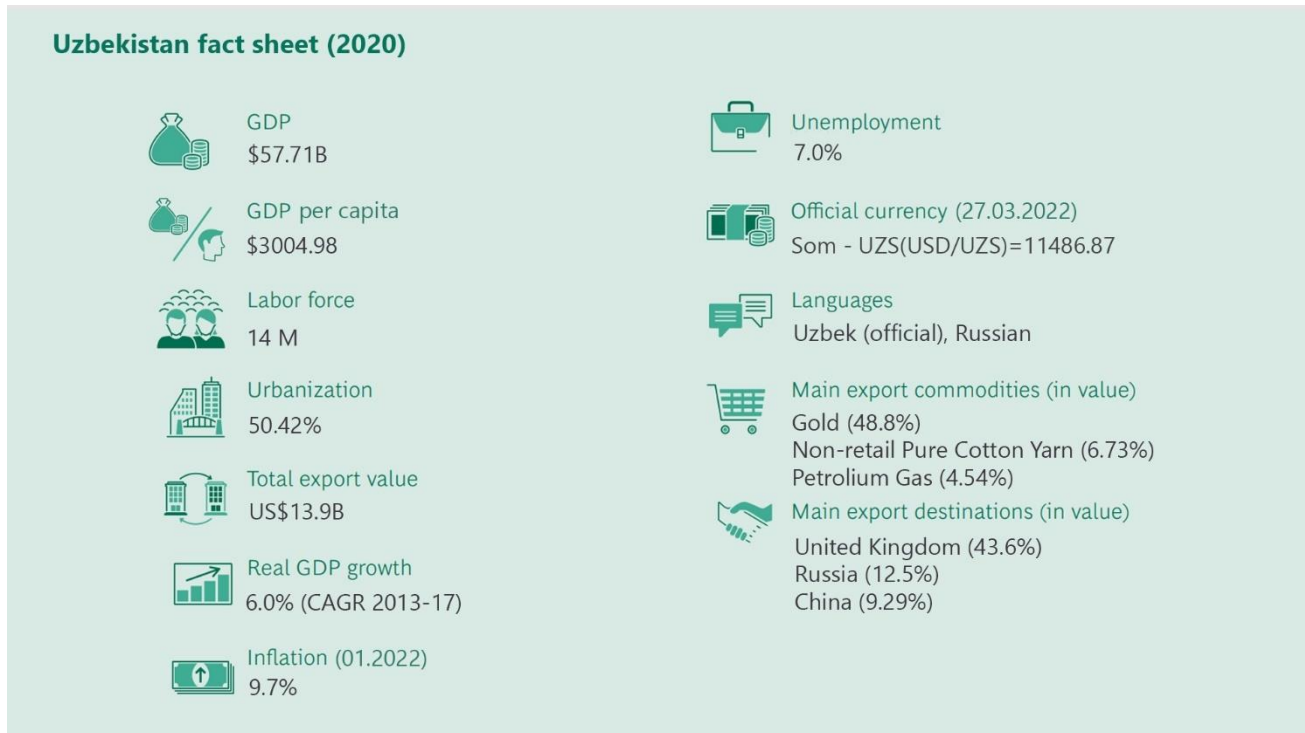 Uzbekistan fact sheet (2020)
GDP
$57.71B
GDP per capita
$3004.98
Labor force
14 M
Urbanization
50.42%
Total export value
US$13.9B
Real GDP growth
6.0% (CAGR 2013-17)
Inflation (01.2022)
9.7%
Unemployment
7.0%
Official currency (27.03.2022)
Som - UZS(USD/UZS)=11486.87
Languages
Uzbek (official), Russian
Main export commodities (in value)
Gold (48.8%)
Non-retail Pure Cotton Yarn (6.73%)
Petrolium Gas (4.54%)
Main export destinations (in value)
United Kingdom (43.6%)
Russia (12.5%)
China (9.29%)